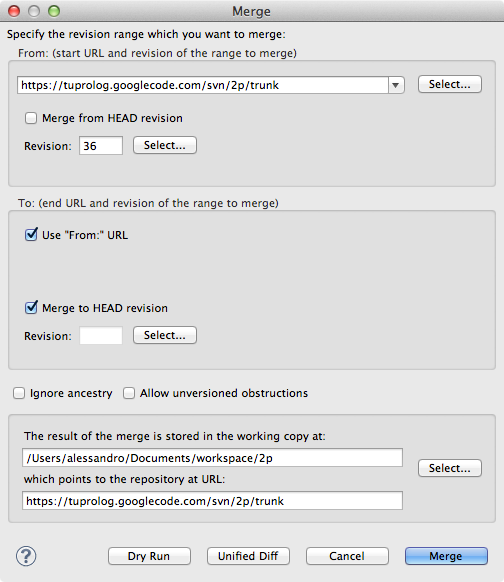 Merge
Specify the revision range which you want to merge:
From: (start URL and revision of the range to merge)
https://tuprolog.googlecode.com/svn/2p/trunk Select...
Merge from HEAD revision
Revision: 36 Select...
To: (end URL and revision of the range to merge)
Use "From:" URL
Merge to HEAD revision
Revision: Select...
Ignore ancestry Allow unversioned obstructions
The result of the merge is stored in the working copy at:
/Users/alessandro/Documents/workspace/2p Select...
which points to the repository at URL:
https://tuprolog.googlecode.com/svn/2p/trunk
? Dry Run Unified Diff Cancel Merge